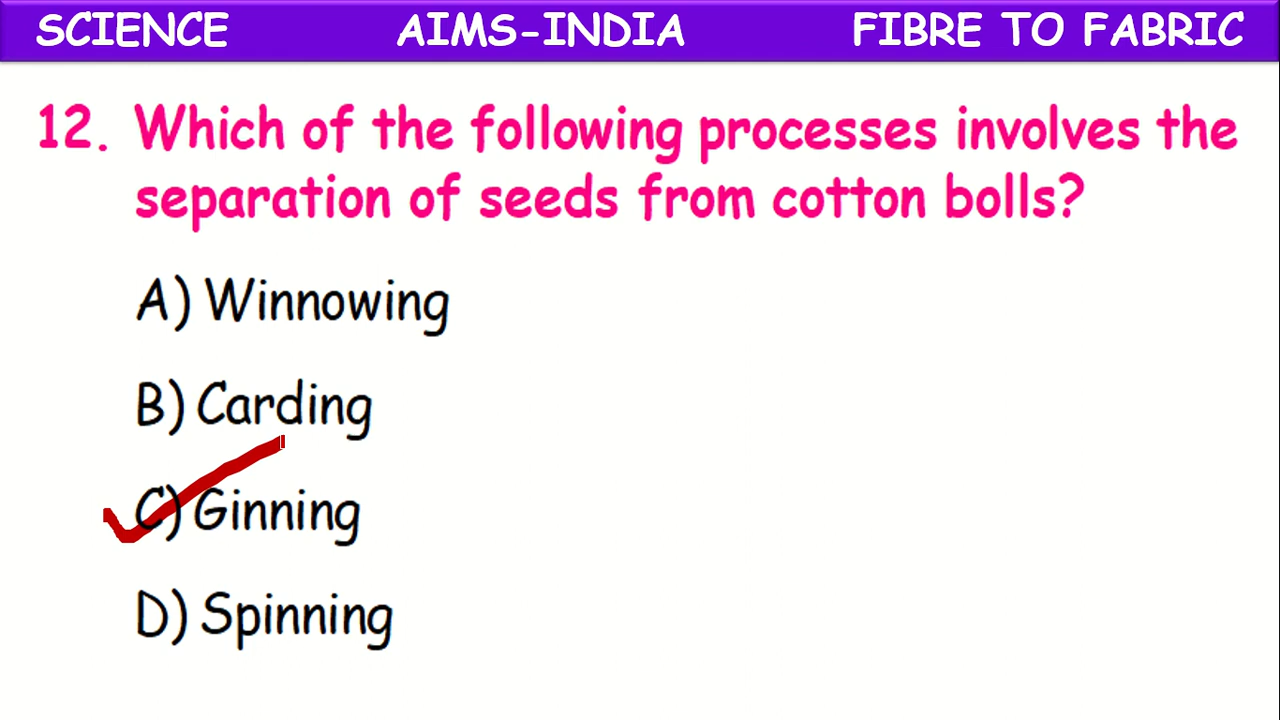 SCIENCE AIMS-INDIA FIBRE TO FABRIC
12. Which of the following processes involves the
separation of seeds from cotton bolls?
A) Winnowing
B) Carding
C) Ginning
D) Spinning